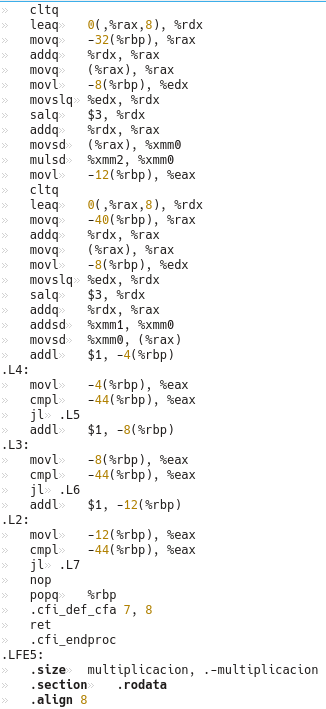 » cltq
» leaq» 0(,%rax,8), %rdx
» movq» -32(%rbp), %rax
» addq» %rdx, %rax
» movq» (%rax), %rax
» movl» -8(%rbp), %edx
» movslq» %edx, %rdx
» salq» $3, %rdx
» addq» %rdx, %rax
» movsd» (%rax), %xmm0
» mulsd» %xmm2, %xmm0
» movl» -12(%rbp), %eax
» cltq
» leaq» 0(,%rax,8), %rdx
» movq» -40(%rbp), %rax
» addq» %rdx, %rax
» movq» (%rax), %rax
» movl» -8(%rbp), %edx
» movslq» %edx, %rdx
» salq» $3, %rdx
» addq» %rdx, %rax
» addsd» %xmm1, %xmm0
» movsd» %xmm0, (%rax)
» addl» $1, -4(%rbp)
.L4:
» movl» -4(%rbp), %eax
» cmpl» -44(%rbp), %eax
» jl» .L5
» addl» $1, -8(%rbp)
.L3:
» movl» -8(%rbp), %eax
» cmpl» -44(%rbp), %eax
» jl» .L6
» addl» $1, -12(%rbp)
.L2:
» movl» -12(%rbp), %eax
» cmpl» -44(%rbp), %eax
» jl» .L7
» nop
» popq» %rbp
» .cfi_def_cfa 7, 8
» ret
» .cfi_endproc
.LFE5:
» .size» multiplicacion, .-multiplicacion
» .section» .rodata
» .align 8